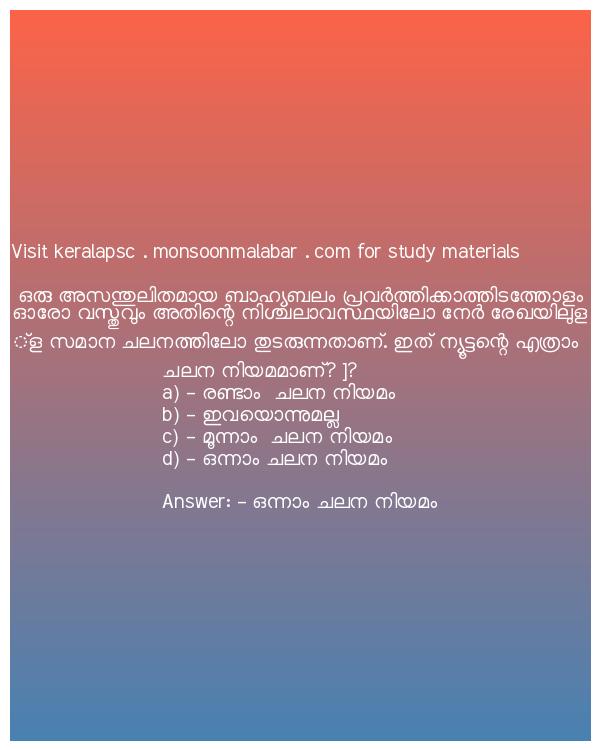 Visit keralapsc . monsoonmalabar . com for study materials
ഒരു അസന്തുലിതമായ ബാഹ്യബലം പ്രവർത്തിക്കാത്തിടത്തോളം
ഓരോ വസ്തുവും അതിന്റെ നിശ്ചലാവസ്ഥയിലോ നേർ രേഖയിലുള
്ള സമാന ചലനത്തിലോ തുടരുന്നതാണ്. ഇത് ന്യൂട്ടന്റെ എത്രാം
ചലന നിയമമാണ്? ]?
a) – രണ്ടാം  ചലന നിയമം
b) – ഇവയൊന്നുമല്ല
c) – മൂന്നാം  ചലന നിയമം
d) – ഒന്നാം ചലന നിയമം
Answer: – ഒന്നാം ചലന നിയമം